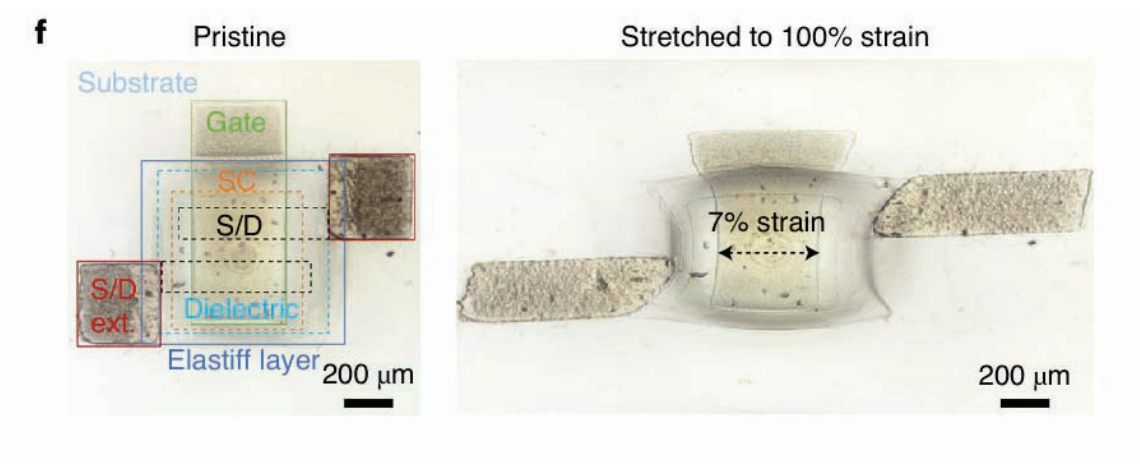 f
Pristine
Stretched to 100% strain
Substrate
Gate
SC
S/D
7% strain
S/D
ext.
Dielectric
Elastiff layer
200 μm
200 μm